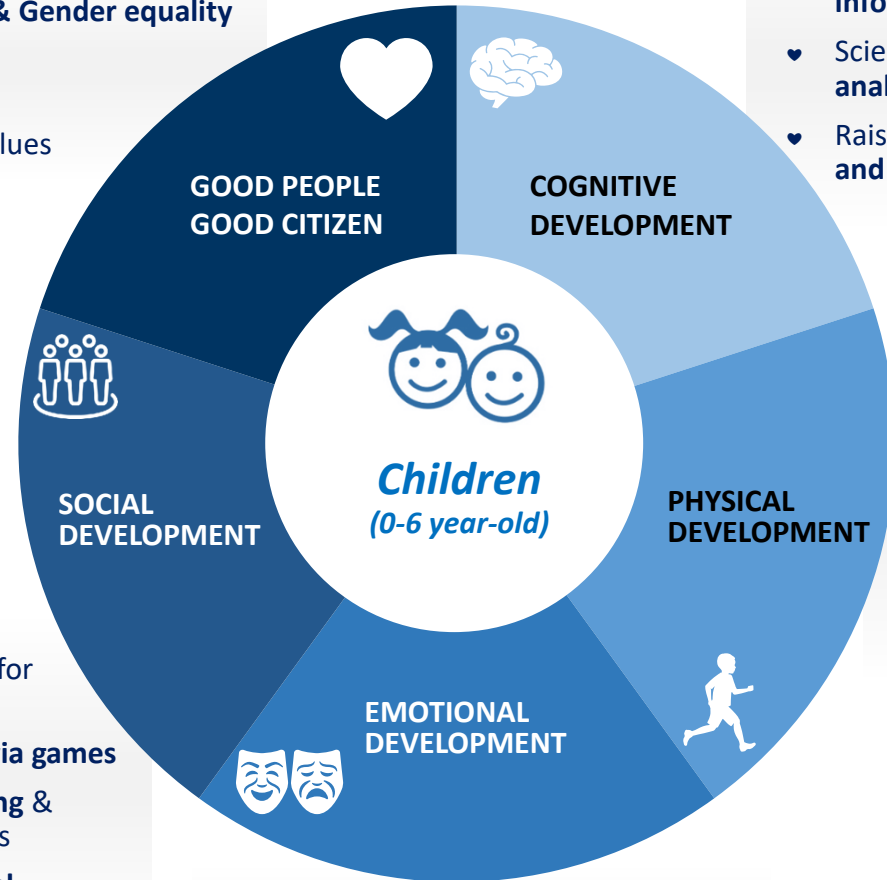 & Gender equality
lues
GOOD PEOPLE
GOOD CITIZEN
COGNITIVE
DEVELOPMENT
Scie
anal
Rais
and
Children
(0-6 year-old)
SOCIAL
DEVELOPMENT
PHYSICAL
DEVELOPMENT
for
ia games
ng &
s
EMOTIONAL
DEVELOPMENT